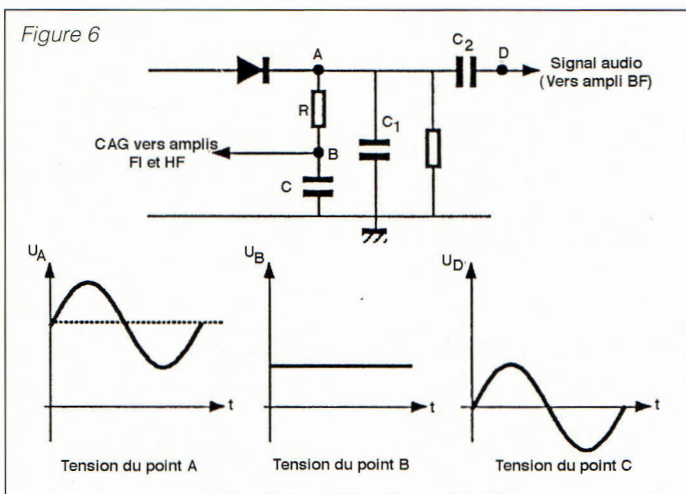 Figure 6
A
C2
D
Signal audio
(Vers ampli BF)
R
C1
CAG vers amplis
FI et HF
B
C
UA
UB
UD
t
t
t
Tension du point A
Tension du point B
Tension du point C